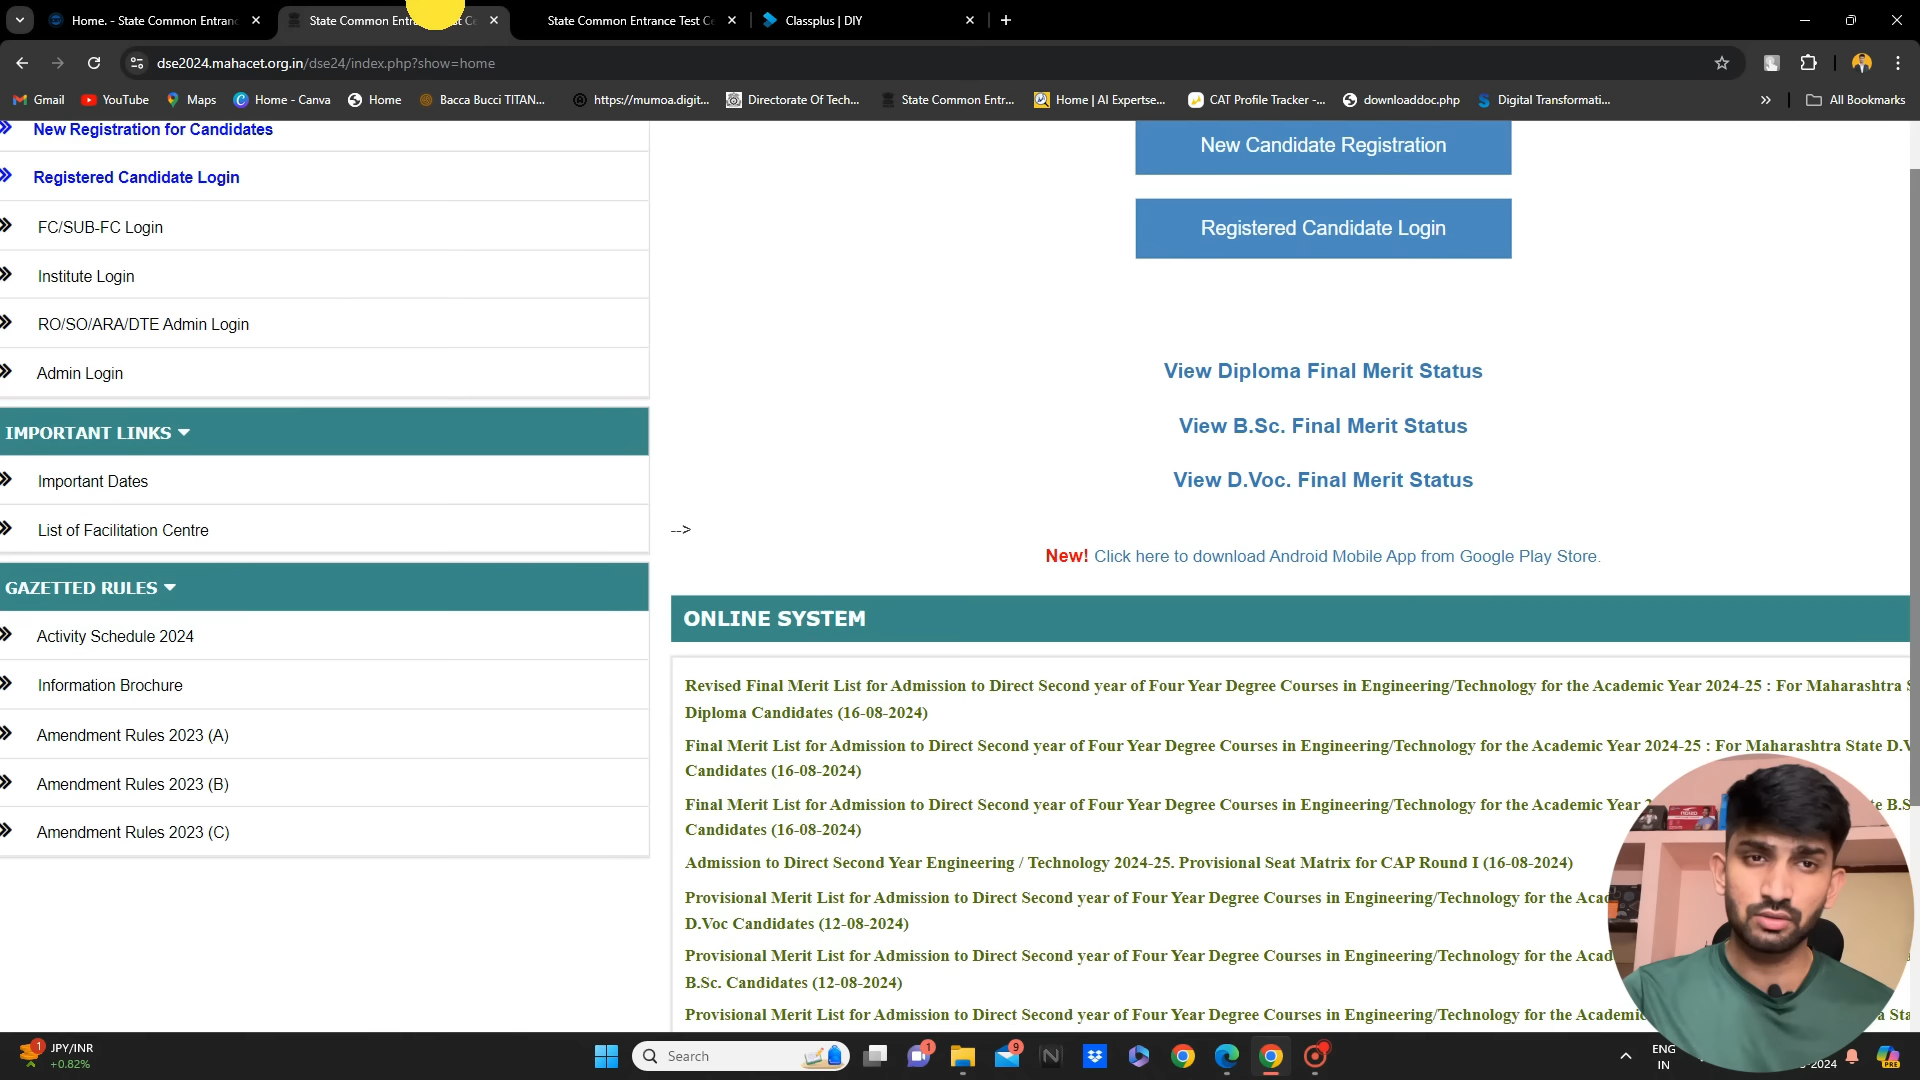 Home. - State Common Entranc
State Common Entr
State Common Entrance Test Ce
Classplus | DIY
dse2024.mahacet.org.in/dse24/index.php?show=home
Gmail
YouTube
Maps
Home - Canva
Home
Bacca Bucci TITAN...
https://mumoa.digit...
Directorate Of Tech...
State Common Entr...
Home | AI Expertse...
CAT Profile Tracker -...
downloaddoc.php
Digital Transformati...
All Bookmarks
New Registration for Candidates
Registered Candidate Login
FC/SUB-FC Login
Institute Login
RO/SO/ARA/DTE Admin Login
Admin Login
IMPORTANT LINKS
Important Dates
List of Facilitation Centre
GAZETTED RULES
Activity Schedule 2024
Information Brochure
Amendment Rules 2023 (A)
Amendment Rules 2023 (B)
Amendment Rules 2023 (C)
New Candidate Registration
Registered Candidate Login
View Diploma Final Merit Status
View B.Sc. Final Merit Status
View D.Voc. Final Merit Status
-->
New! Click here to download Android Mobile App from Google Play Store.
ONLINE SYSTEM
Revised Final Merit List for Admission to Direct Second year of Four Year Degree Courses in Engineering/Technology for the Academic Year 2024-25 : For Maharashtra S
Diploma Candidates (16-08-2024)
Final Merit List for Admission to Direct Second year of Four Year Degree Courses in Engineering/Technology for the Academic Year 2024-25 : For Maharashtra State D.V
Candidates (16-08-2024)
Final Merit List for Admission to Direct Second year of Four Year Degree Courses in Engineering/Technology for the Academic Year 2 te B.S
Candidates (16-08-2024)
Admission to Direct Second Year Engineering / Technology 2024-25. Provisional Seat Matrix for CAP Round I (16-08-2024)
Provisional Merit List for Admission to Direct Second year of Four Year Degree Courses in Engineering/Technology for the Acad
D.Voc Candidates (12-08-2024)
Provisional Merit List for Admission to Direct Second year of Four Year Degree Courses in Engineering/Technology for the Acad
B.Sc. Candidates (12-08-2024)
Provisional Merit List for Admission to Direct Second year of Four Year Degree Courses in Engineering/Technology for the Academic a Sta
1
JPY/INR
+0.82%
Search
1
9
ENG
IN
-2024
PRE